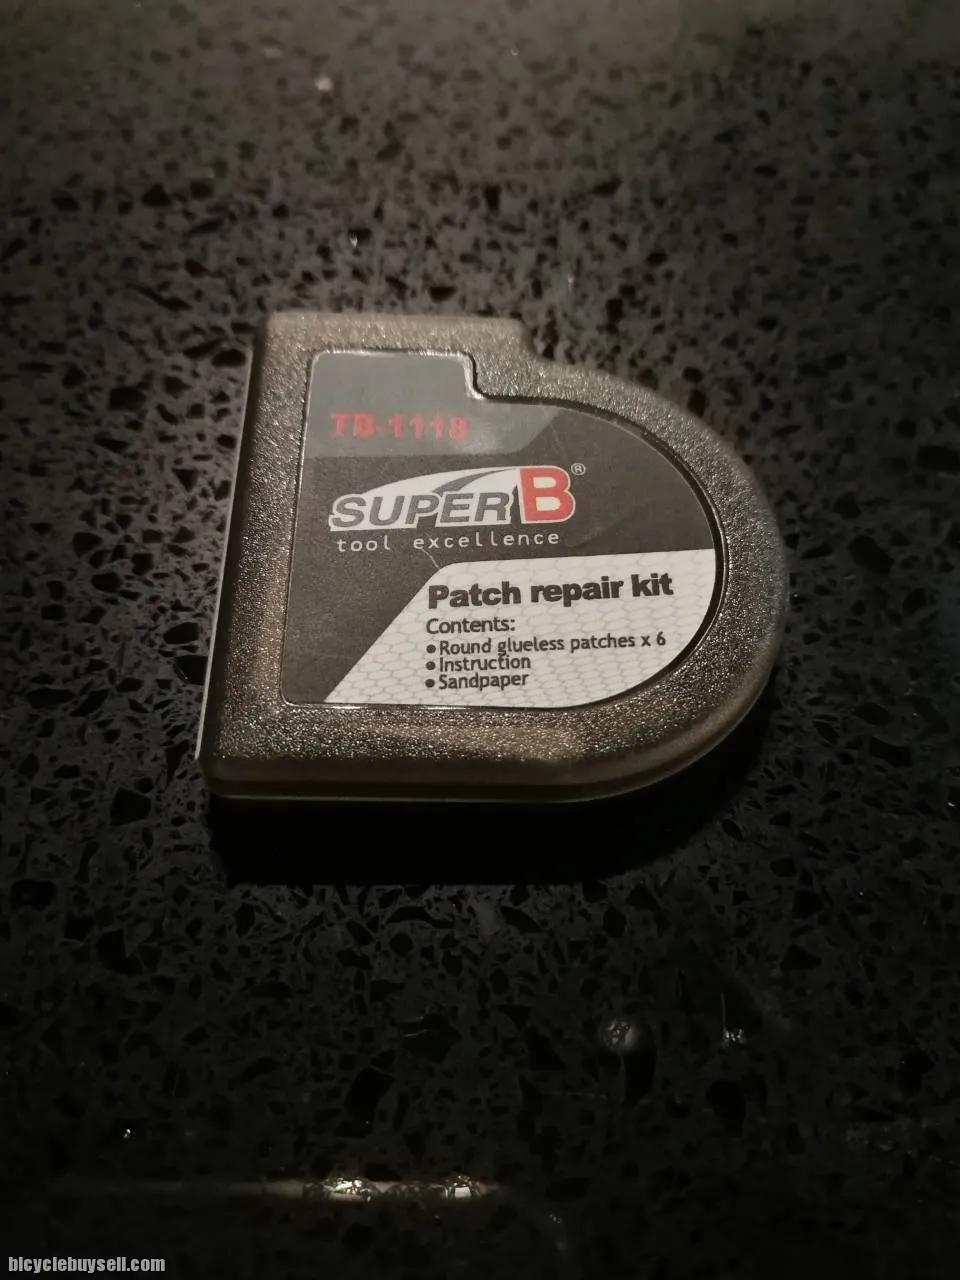 TB-1118
SUPER B®
tool excellence
Patch repair kit
Contents:
• Round glueless patches x 6
• Instruction
• Sandpaper
bicyclebuysell.com